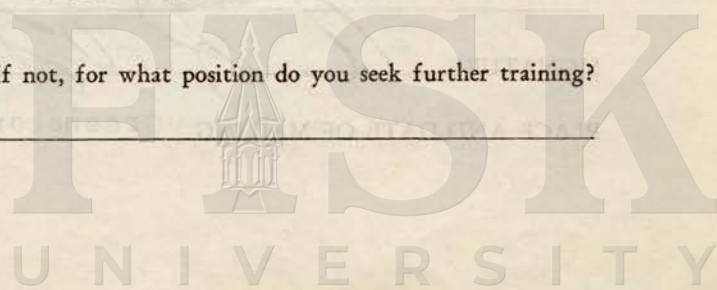 f not, for what position do you seek further training?
FISK
UNIVERSITY